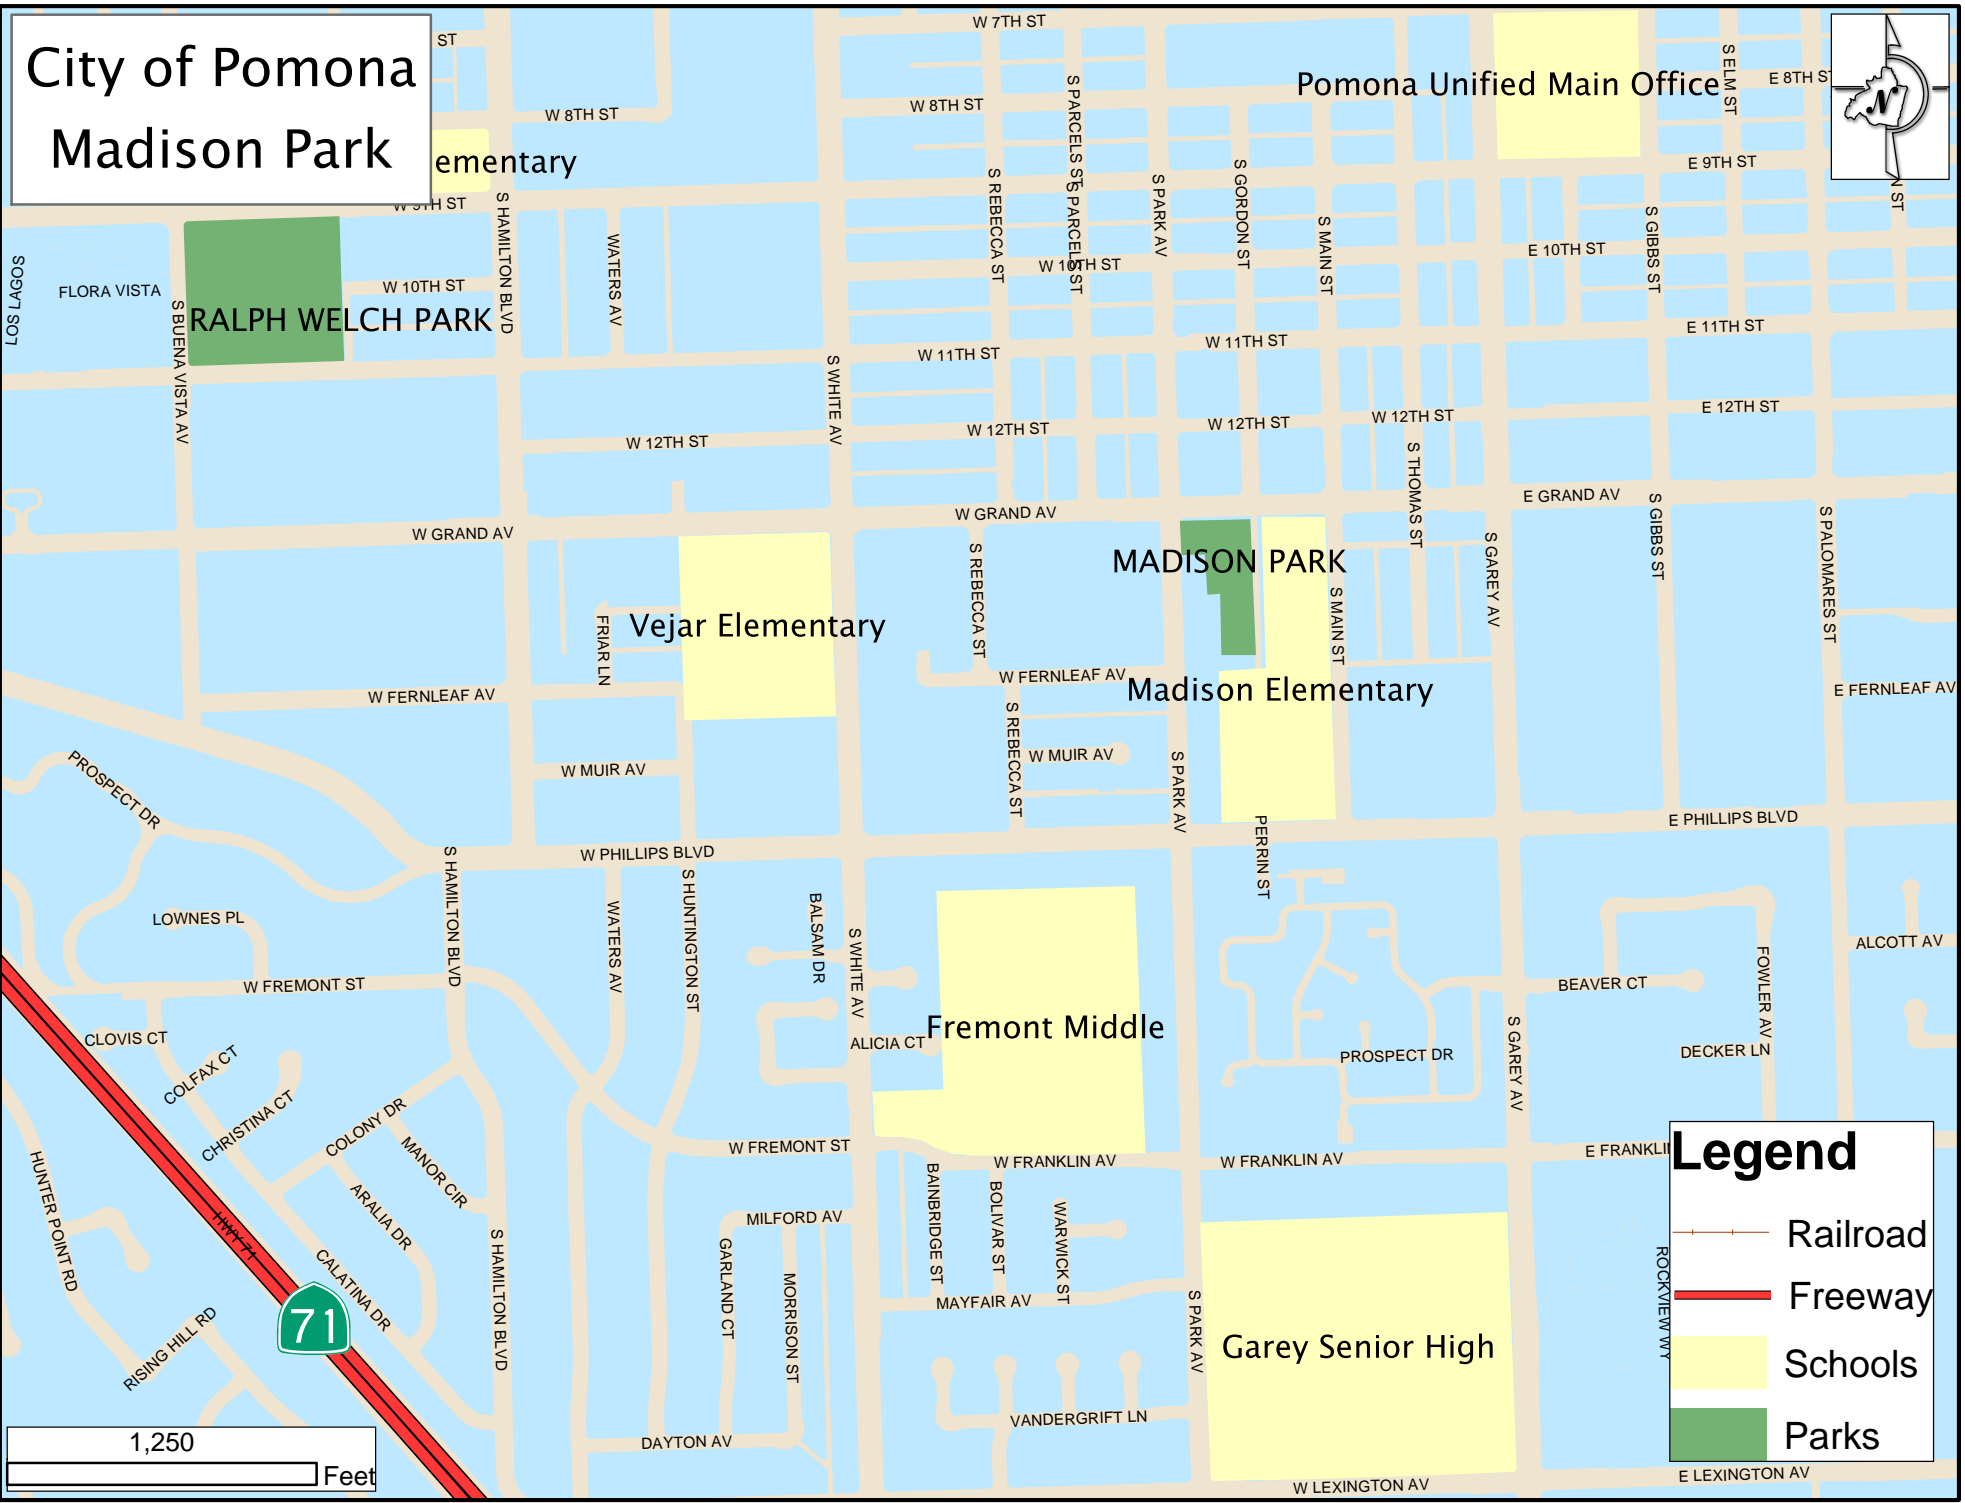 City of Pomona
Madison Park
ST
W 7TH ST
W 8TH ST
W 8TH ST
E 8TH ST
S PARCELS ST
S ELM ST
Pomona Unified Main Office
N
ementary
W 9TH ST
E 9TH ST
N ST
S HAMILTON BLVD
WATERS AV
S REBECCA ST
S PARCELS ST
S PARK AV
S GORDON ST
S MAIN ST
S GIBBS ST
LOS LAGOS
FLORA VISTA
W 10TH ST
W 10TH ST
E 10TH ST
RALPH WELCH PARK
S BUENA VISTA AV
W 11TH ST
W 11TH ST
E 11TH ST
S WHITE AV
W 12TH ST
W 12TH ST
W 12TH ST
W 12TH ST
E 12TH ST
S THOMAS ST
W GRAND AV
W GRAND AV
E GRAND AV
S GIBBS ST
S PALOMARES ST
S GAREY AV
S REBECCA ST
MADISON PARK
S MAIN ST
FRIAR LN
Vejar Elementary
W FERNLEAF AV
W FERNLEAF AV
E FERNLEAF AV
Madison Elementary
S REBECCA ST
W MUIR AV
W MUIR AV
S PARK AV
PROSPECT DR
W PHILLIPS BLVD
E PHILLIPS BLVD
PERRIN ST
S HAMILTON BLVD
S HUNTINGTON ST
WATERS AV
BALSAM DR
S WHITE AV
LOWNES PL
W FREMONT ST
ALCOTT AV
FOWLER AV
BEAVER CT
Fremont Middle
CLOVIS CT
ALICIA CT
PROSPECT DR
S GAREY AV
DECKER LN
COLFAX CT
CHRISTINA CT
COLONY DR
MANOR CIR
W FREMONT ST
W FRANKLIN AV
W FRANKLIN AV
E FRANKLI
HUNTER POINT RD
ARALIA DR
BAINBRIDGE ST
BOLIVAR ST
WARWICK ST
MILFORD AV
HWY 71
CALATINA DR
S HAMILTON BLVD
GARLAND CT
MORRISON ST
MAYFAIR AV
S PARK AV
ROCKVIEW WY
RISING HILL RD
71
Garey Senior High
VANDERGRIFT LN
DAYTON AV
W LEXINGTON AV
E LEXINGTON AV
Legend
Railroad
Freeway
Schools
Parks
1,250
Feet